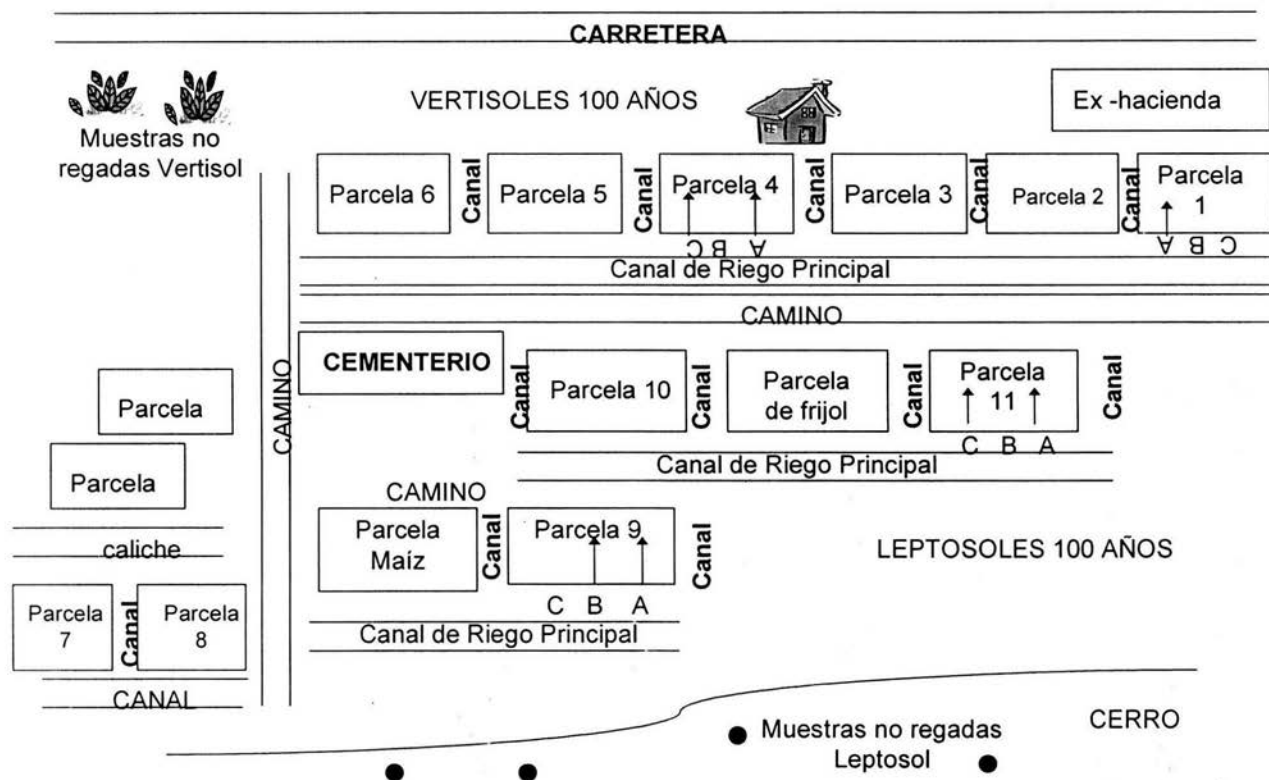 CARRETERA
VERTISOLES 100 AÑOS
Ex -hacienda
Muestras no
regadas Vertisol
Parcela 6
Canal
Parcela 5
Canal
Parcela 4
Canal
Parcela 3
Canal
Parcela 2
Canal
Parcela
1
C B A
A B C
Canal de Riego Principal
CAMINO
CAMINO
CEMENTERIO
Canal
Parcela 10
Canal
Parcela
de frijol
Canal
Parcela
11
Canal
C B A
Canal de Riego Principal
Parcela
Parcela
caliche
CAMINO
Parcela
Maíz
Canal
Parcela 9
Canal
C B A
LEPTOSOLES 100 AÑOS
Canal de Riego Principal
Parcela
7
Canal
Parcela
8
CANAL
CERRO
Muestras no regadas
Leptosol